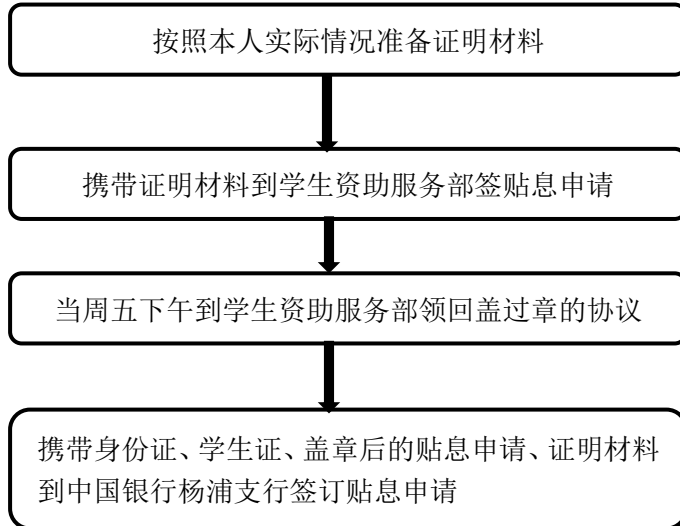 按照本人实际情况准备证明材料
携带证明材料到学生资助服务部签贴息申请
当周五下午到学生资助服务部领回盖过章的协议
携带身份证、学生证、盖章后的贴息申请、证明材料
到中国银行杨浦支行签订贴息申请